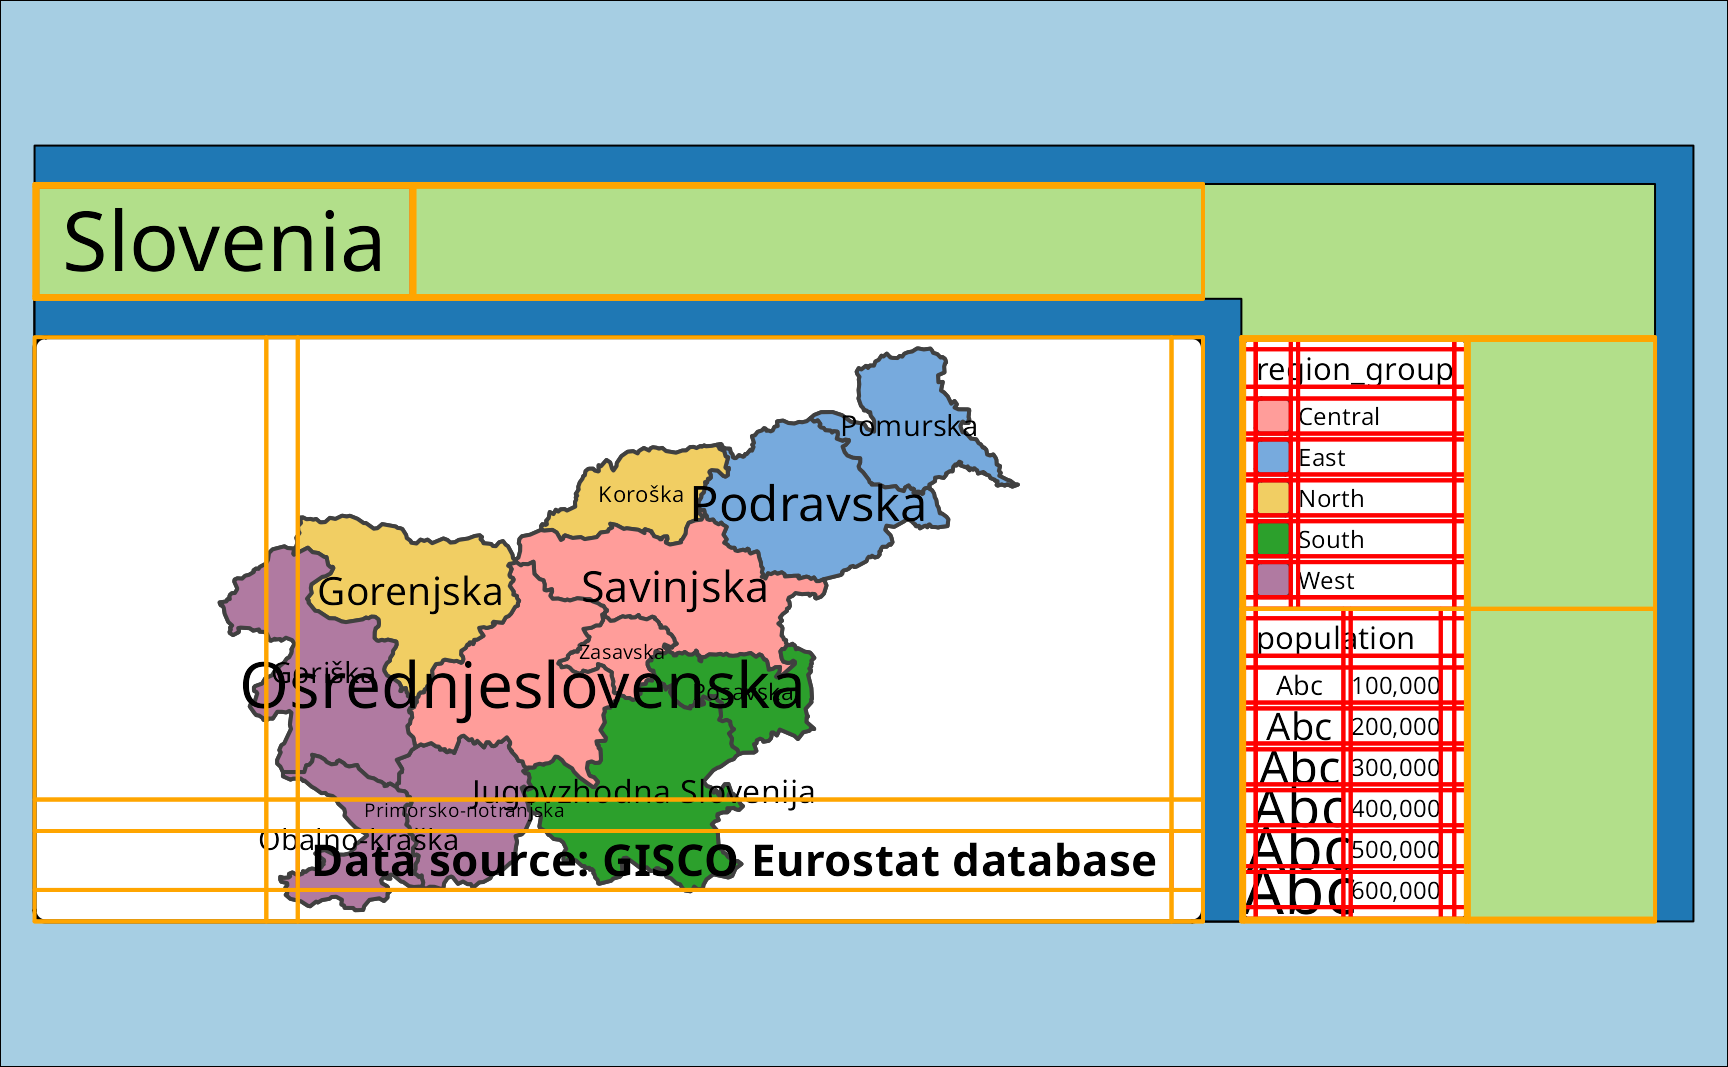 Slovenia
Pomurska
Koroška
Podravska
Gorenjska
Savinjska
Zasavska
Goriška
Osrednjeslovenska
Posavska
Jugovzhodna Slovenija
Primorsko-notranjska
Obalno-kraška
Data source: GISCO Eurostat database
region_group
Central
East
North
South
West
population
Abc 100,000
Abc 200,000
Abc 300,000
Abc 400,000
Abc 500,000
Abc 600,000